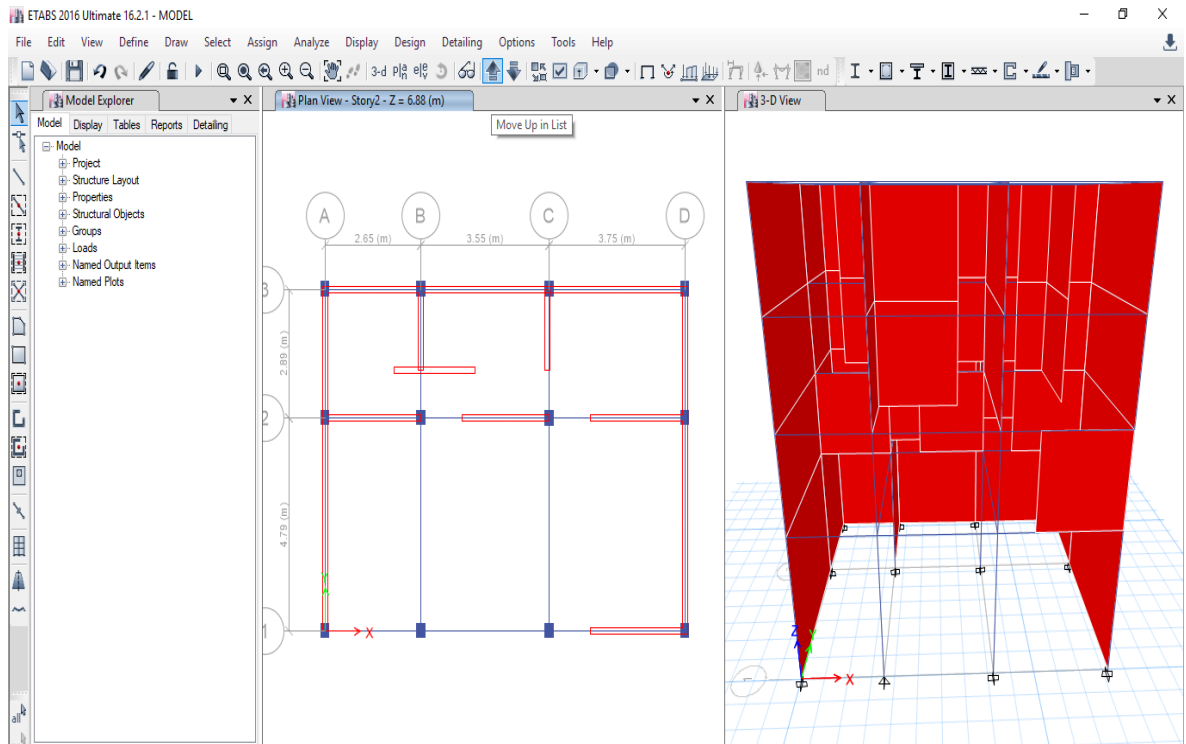 ETABS 2016 Ultimate 16.2.1 - MODEL
File Edit View Define Draw Select Assign Analyze Display Design Detailing Options Tools Help
3-d nd
Model Explorer
Plan View - Story2 - Z = 6.88 (m)
3-D View
Model Display Tables Reports Detailing
Move Up in List
Model
Project
Structure Layout
Properties
Structural Objects
Groups
Loads
Named Output Items
Named Plots
A B C D
2.65 (m) 3.55 (m) 3.75 (m)
3
2.89 (m)
2
4.79 (m)
1
Y
X
Z
Y
X
all